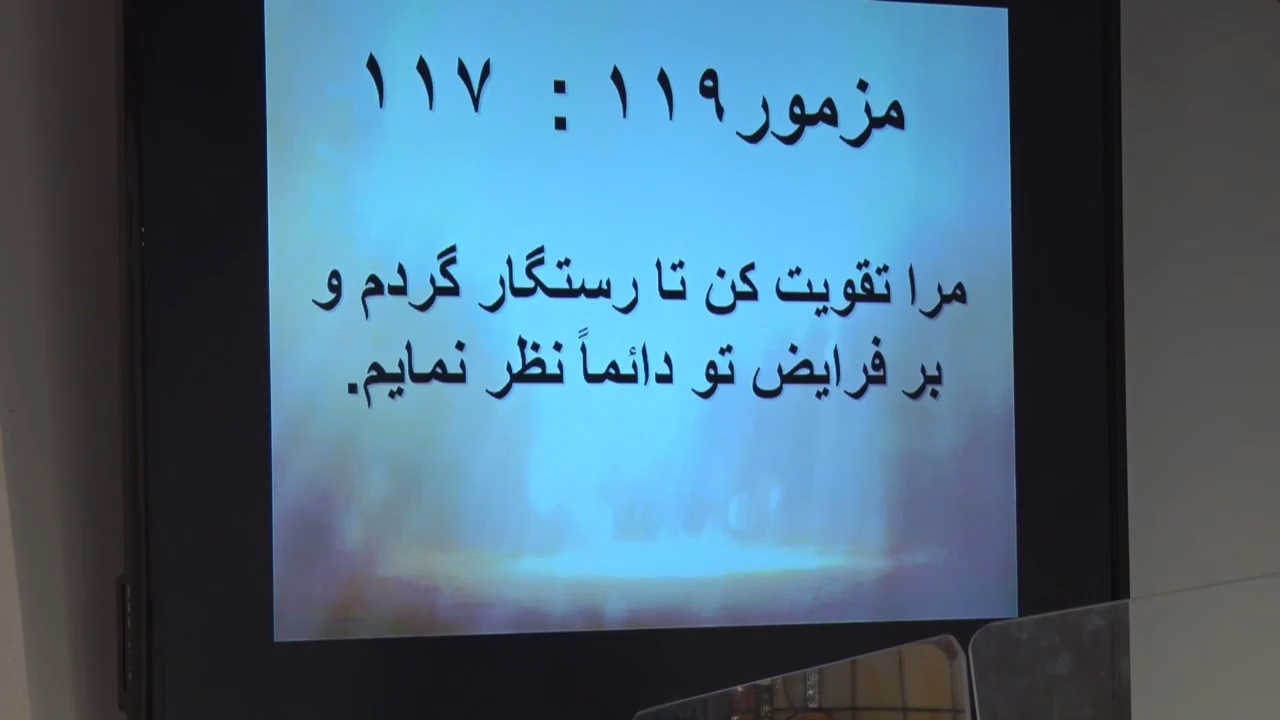 مزمور۱۱۹ : ۱۱۷
مرا تقویت کن تا رستگار گردم و
بر فرایض تو دائماً نظر نمایم.